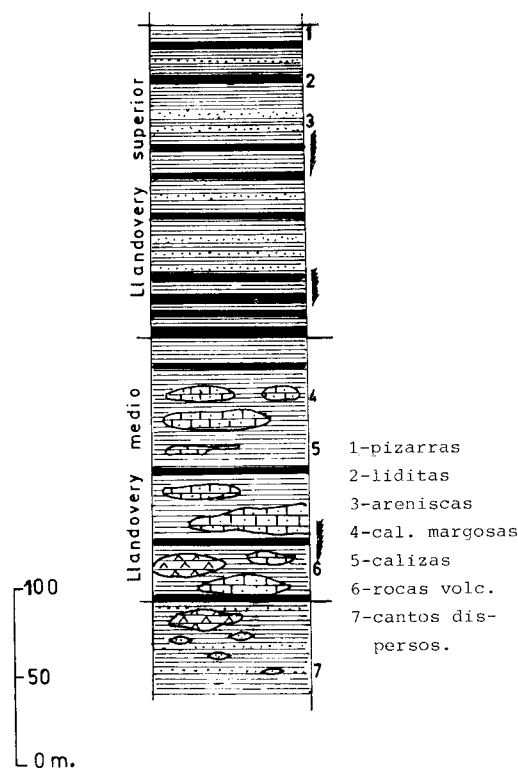 Llandovery superior
1
2
3
Llandovery medio
4
5
6
7
1-pizarras
2-liditas
3-areniscas
4-cal. margosas
5-calizas
6-rocas volc.
7-cantos dis-
persos.
100
50
0 m.